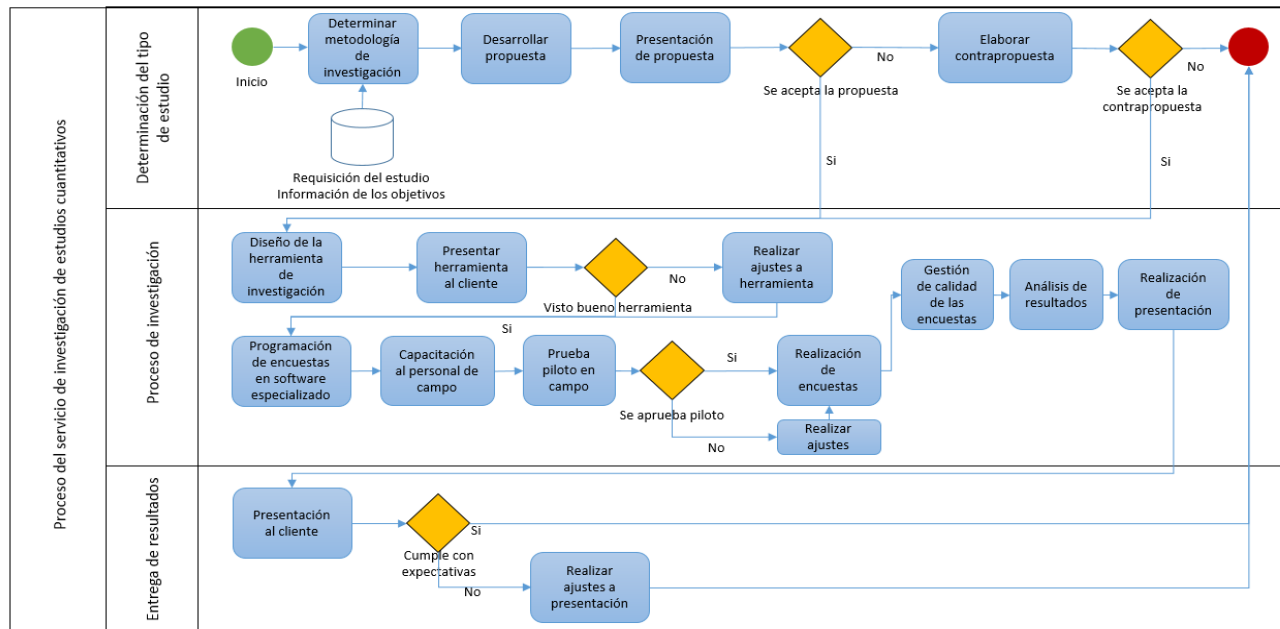 Proceso del servicio de investigación de estudios cuantitativos
Determinación del tipo
de estudio
Inicio
Determinar
metodología
de
investigación
Requisición del estudio
Información de los objetivos
Desarrollar
propuesta
Presentación
de propuesta
Se acepta la propuesta
No
Si
Elaborar
contrapropuesta
Se acepta la
contrapropuesta
No
Si
Proceso de investigación
Diseño de la
herramienta
de
investigación
Presentar
herramienta
al cliente
Visto bueno herramienta
No
Si
Realizar
ajustes a
herramienta
Programación
de encuestas
en software
especializado
Capacitación
al personal de
campo
Prueba
piloto en
campo
Se aprueba piloto
Si
No
Realización
de
encuestas
Realizar
ajustes
Gestión
de calidad
de las
encuestas
Análisis de
resultados
Realización
de
presentación
Entrega de resultados
Presentación
al cliente
Cumple con
expectativas
Si
No
Realizar
ajustes a
presentación